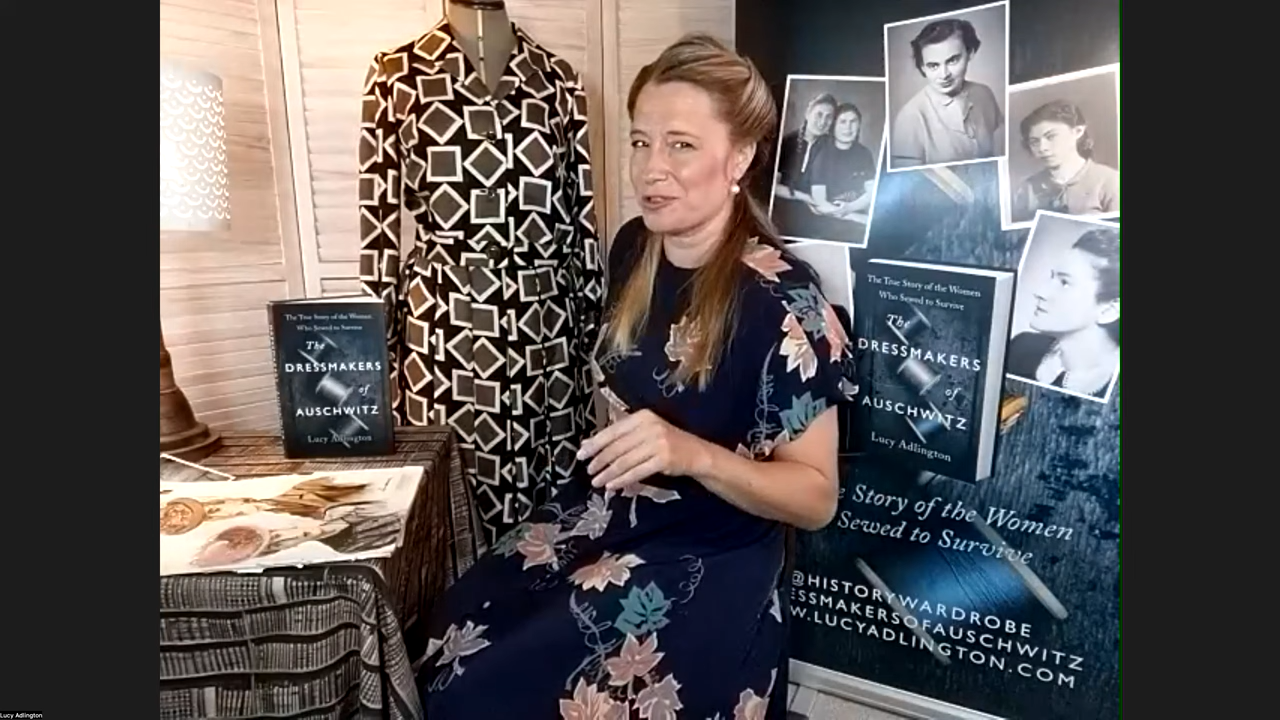 The True Story of the Women
Who Sewed to Survive
The
DRESSMAKERS
of
AUSCHWITZ
Lucy Adlington
The True Story of the Women
Who Sewed to Survive
The
DRESSMAKERS
of
AUSCHWITZ
Lucy Adlington
e Story of the Women
Sewed to Survive
@HISTORYWARDROBE
ESSMAKERSOFAUSCHWITZ
W.LUCYADLINGTON.COM
Lucy Adlington